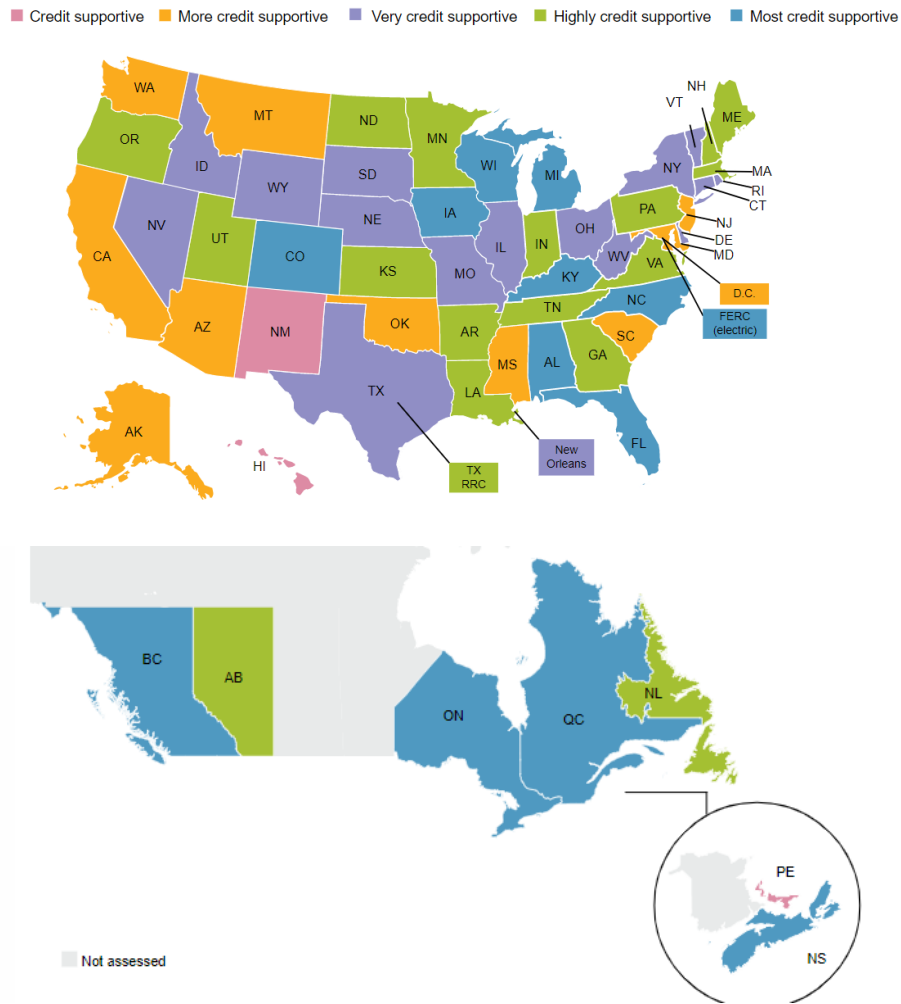 Credit supportive More credit supportive Very credit supportive Highly credit supportive Most credit supportive
WA
MT
ND
MN
OR
ID
WY
SD
WI
MI
NY
VT
NH
ME
MA
RI
CT
NJ
DE
MD
NV
UT
CO
NE
IA
IL
IN
OH
PA
WV
VA
CA
KS
MO
KY
NC
TN
D.C.
FERC
(electric)
AZ
NM
OK
AR
MS
AL
GA
SC
TX
LA
FL
AK
HI
TX
RRC
New
Orleans
BC
AB
ON
QC
NL
PE
NS
Not assessed